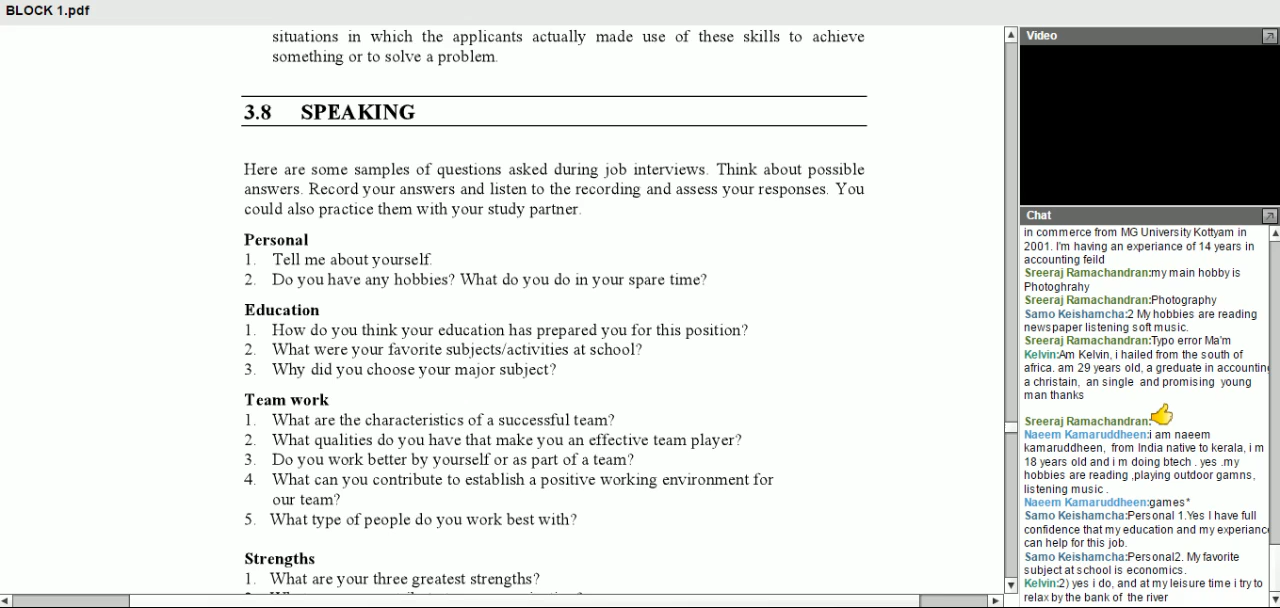 BLOCK 1.pdf
situations in which the applicants actually made use of these skills to achieve
something or to solve a problem.
3.8 SPEAKING
Here are some samples of questions asked during job interviews. Think about possible
answers. Record your answers and listen to the recording and assess your responses. You
could also practice them with your study partner.
Personal
1. Tell me about yourself.
2. Do you have any hobbies? What do you do in your spare time?
Education
1. How do you think your education has prepared you for this position?
2. What were your favorite subjects/activities at school?
3. Why did you choose your major subject?
Team work
1. What are the characteristics of a successful team?
2. What qualities do you have that make you an effective team player?
3. Do you work better by yourself or as part of a team?
4. What can you contribute to establish a positive working environment for
our team?
5. What type of people do you work best with?
Strengths
1. What are your three greatest strengths?
Video
Chat
in commerce from MG University Kottyam in
2001. I'm having an experiance of 14 years in
accounting feild
Sreeraj Ramachandran:my main hobby is
Photoghrahy
Sreeraj Ramachandran:Photography
Samo Keishamcha:2 My hobbies are reading
newspaper listening soft music.
Sreeraj Ramachandran:Typo error Ma'm
Kelvin:Am Kelvin, i hailed from the south of
africa. am 29 years old, a greduate in accounting
a christain, an single and promising young
man thanks
Sreeraj Ramachandran:
Naeem Kamaruddheen:i am naeem
kamaruddheen, from India native to kerala, i m
18 years old and i m doing btech . yes .my
hobbies are reading ,playing outdoor gamns,
listening music .
Naeem Kamaruddheen:games*
Samo Keishamcha:Personal 1.Yes I have full
confidence that my education and my experianc
can help for this job.
Samo Keishamcha:Personal2. My favorite
subject at school is economics.
Kelvin:2) yes i do, and at my leisure time i try to
relax by the bank of the river